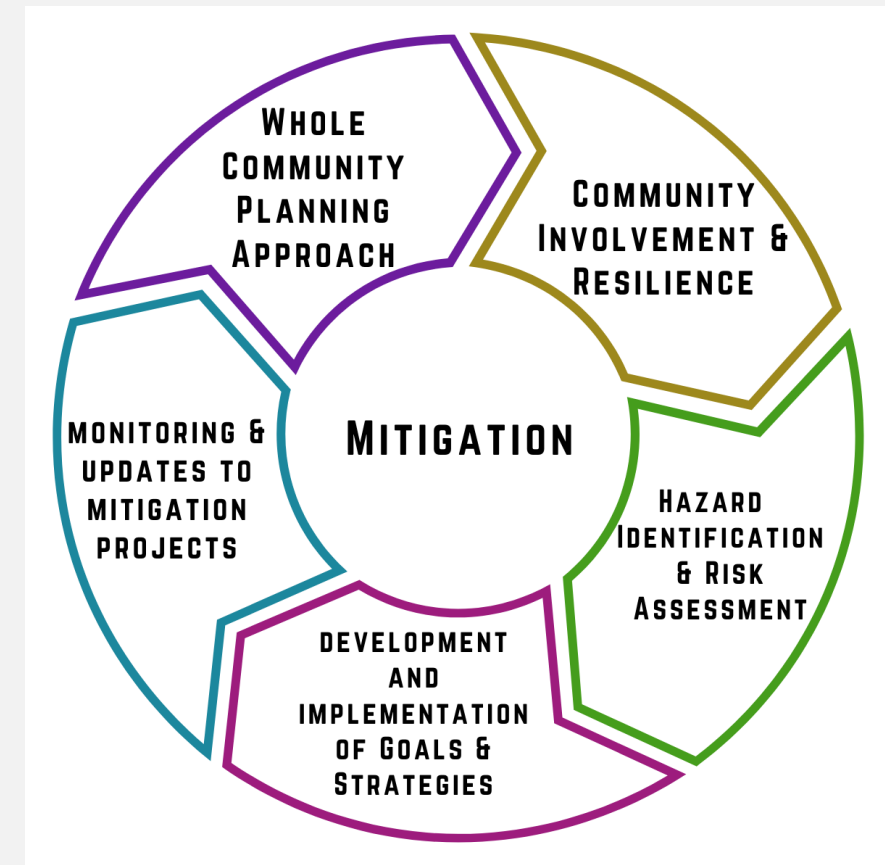 Whole
Community
Planning
Approach
Community
Involvement &
Resilience
Hazard
Identification
& Risk
Assessment
development
and
implementation
of Goals &
Strategies
monitoring &
updates to
mitigation
projects
Mitigation